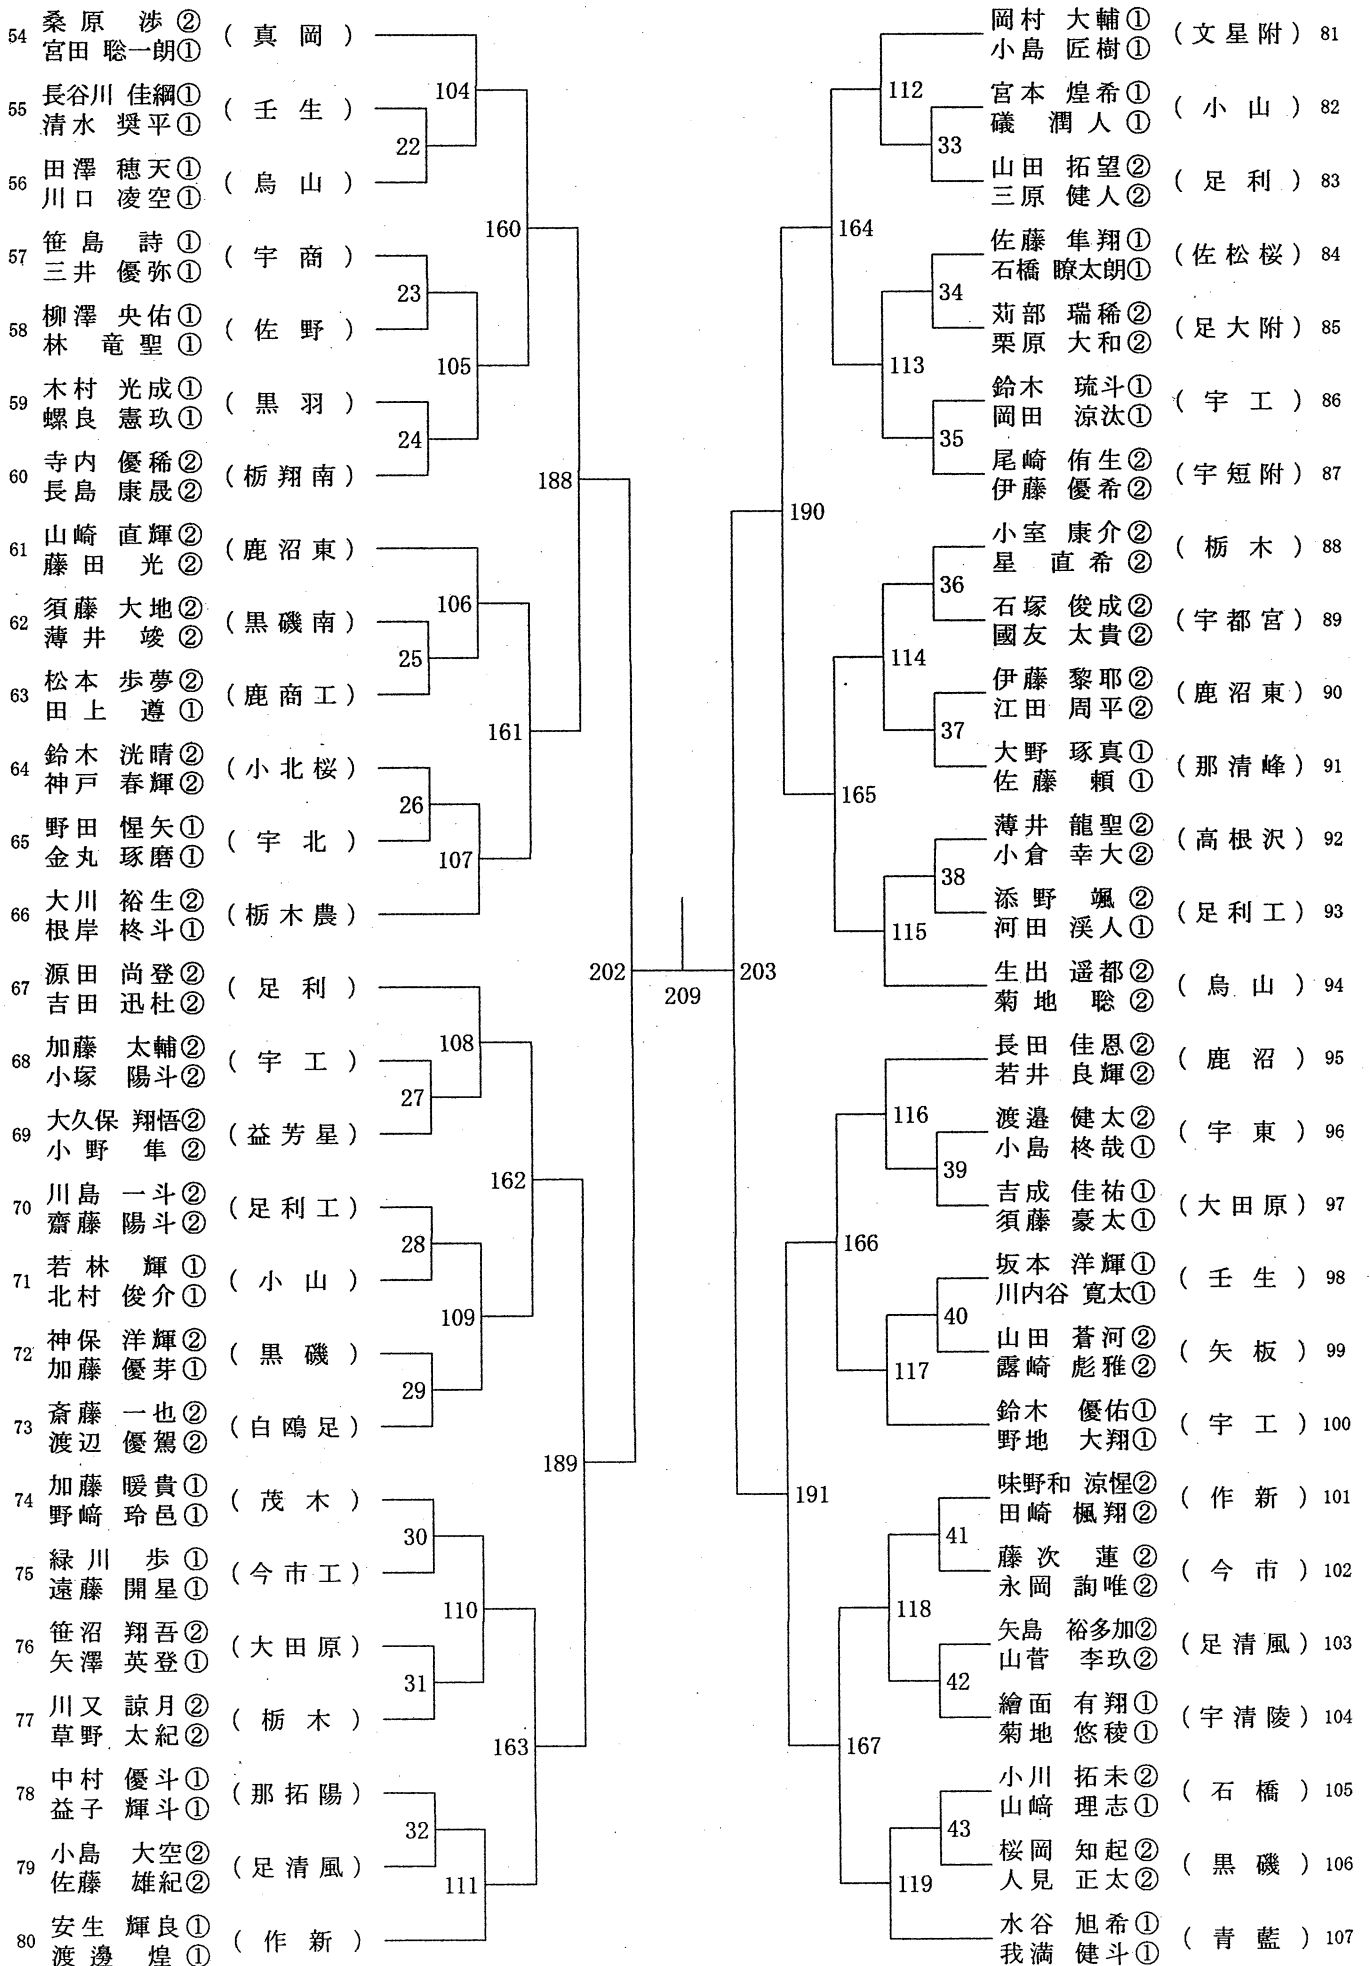 54 桑原 渉② (真岡)
宮田 聡一朗①
55 長谷川 佳綱① (壬生)
清水 奨平①
56 田澤 穂天① (烏山)
川口 凌空①
57 笹島 詩① (宇商)
三井 優弥①
58 柳澤 央佑① (佐野)
林 竜聖①
59 木村 光成① (黒羽)
螺良 憲玖①
60 寺内 優稀② (栃翔南)
長島 康晟②
61 山崎 直輝② (鹿沼東)
藤田 光②
62 須藤 大地② (黒磯南)
薄井 竣②
63 松本 歩夢② (鹿商工)
田上 遵①
64 鈴木 洸晴② (小北桜)
神戸 春輝②
65 野田 惺矢① (宇北)
金丸 琢磨①
66 大川 裕生② (栃木農)
根岸 柊斗①
67 源田 尚登② (足利)
吉田 迅杜②
68 加藤 太輔② (宇工)
小塚 陽斗②
69 大久保 翔悟② (益芳星)
小野 隼②
70 川島 一斗② (足利工)
齋藤 陽斗②
71 若林 輝① (小山)
北村 俊介①
72 神保 洋輝② (黒磯)
加藤 優芽①
73 斎藤 一也② (白鴎足)
渡辺 優駕②
74 加藤 暖貴① (茂木)
野﨑 玲邑①
75 緑川 歩① (今市工)
遠藤 開星①
76 笹沼 翔吾② (大田原)
矢澤 英登①
77 川又 諒月② (栃木)
草野 太紀②
78 中村 優斗① (那拓陽)
益子 輝斗①
79 小島 大空② (足清風)
佐藤 雄紀②
80 安生 輝良① (作新)
渡邊 煌①
104
22
160
23
105
24
188
106
25
161
26
107
202
108
27
162
28
109
29
189
30
110
31
163
32
111
209
203
112
33
164
34
113
35
190
36
114
37
165
38
115
116
39
166
40
117
191
41
118
42
167
43
119
岡村 大輔① (文星附) 81
小島 匠樹①
宮本 煌希① (小山) 82
磯 潤人①
山田 拓望② (足利) 83
三原 健人②
佐藤 隼翔① (佐松桜) 84
石橋 瞭太朗①
苅部 瑞稀② (足大附) 85
栗原 大和②
鈴木 琉斗① (宇工) 86
岡田 涼汰①
尾崎 侑生② (宇短附) 87
伊藤 優希②
小室 康介② (栃木) 88
星 直希②
石塚 俊成② (宇都宮) 89
國友 太貴②
伊藤 黎耶② (鹿沼東) 90
江田 周平②
大野 琢真① (那清峰) 91
佐藤 頼①
薄井 龍聖② (高根沢) 92
小倉 幸大②
添野 颯② (足利工) 93
河田 渓人①
生出 遥都② (烏山) 94
菊地 聡②
長田 佳恩② (鹿沼) 95
若井 良輝②
渡邉 健太② (宇東) 96
小島 柊哉①
吉成 佳祐① (大田原) 97
須藤 豪太①
坂本 洋輝① (壬生) 98
川内谷 寛太①
山田 蒼河② (矢板) 99
露崎 彪雅②
鈴木 優佑① (宇工) 100
野地 大翔①
味野和 涼惺② (作新) 101
田崎 楓翔②
藤次 蓮② (今市) 102
永岡 詢唯②
矢島 裕多加② (足清風) 103
山菅 李玖②
繪面 有翔① (宇清陵) 104
菊地 悠稜①
小川 拓未② (石橋) 105
山﨑 理志①
桜岡 知起② (黒磯) 106
人見 正太②
水谷 旭希① (青藍) 107
我満 健斗①